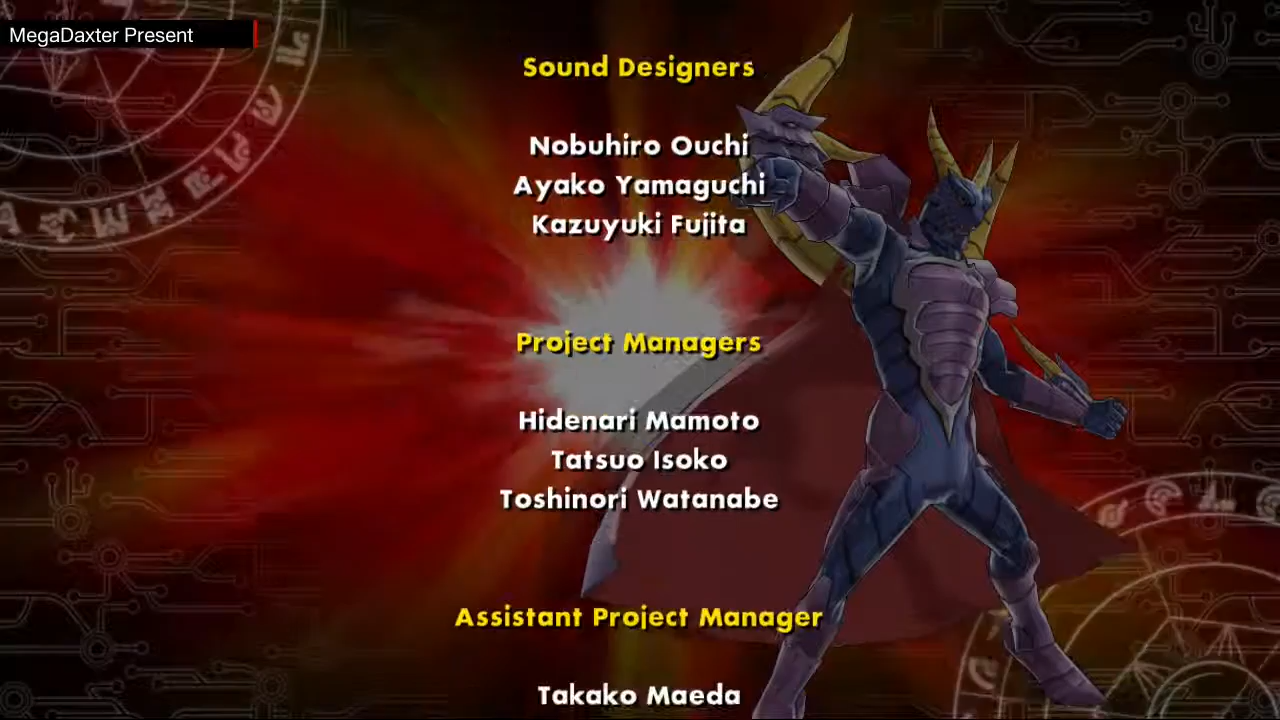 MegaDaxter Present
Sound Designers
Nobuhiro Ouchi
Ayako Yamaguchi
Kazuyuki Fujita
Project Managers
Hidenari Mamoto
Tatsuo Isoko
Toshinori Watanabe
Assistant Project Manager
Takako Maeda